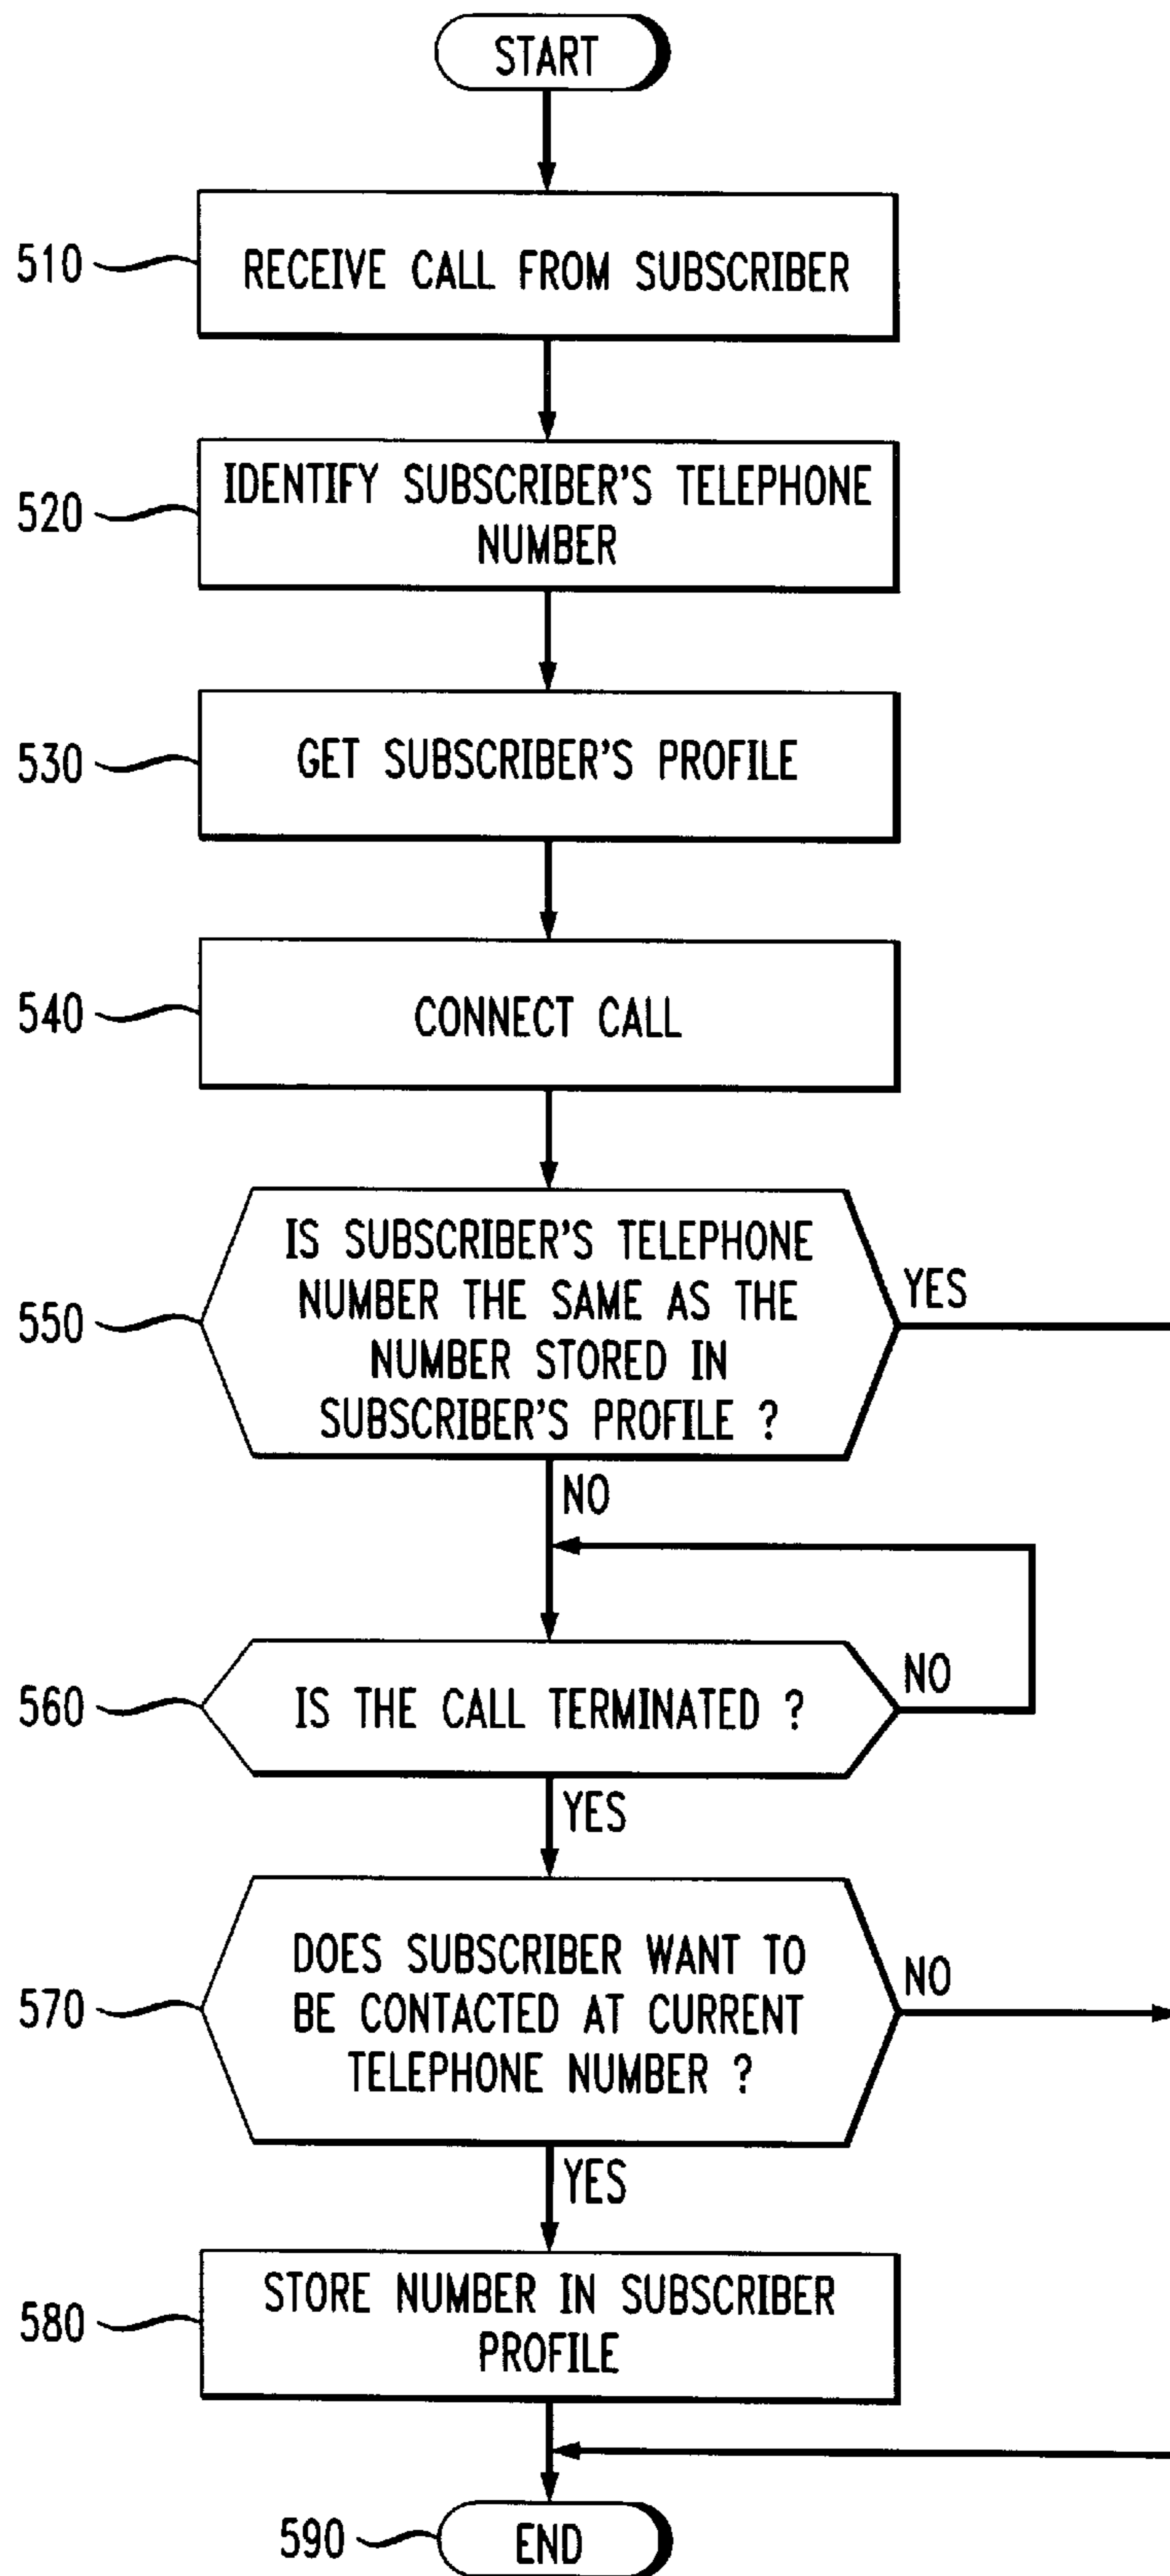 START
510
RECEIVE CALL FROM SUBSCRIBER
520
IDENTIFY SUBSCRIBER'S TELEPHONE
NUMBER
530
GET SUBSCRIBER'S PROFILE
540
CONNECT CALL
550
IS SUBSCRIBER'S TELEPHONE
NUMBER THE SAME AS THE
NUMBER STORED IN
SUBSCRIBER'S PROFILE ?
YES
NO
560
IS THE CALL TERMINATED ?
NO
YES
570
DOES SUBSCRIBER WANT TO
BE CONTACTED AT CURRENT
TELEPHONE NUMBER ?
NO
YES
580
STORE NUMBER IN SUBSCRIBER
PROFILE
590
END